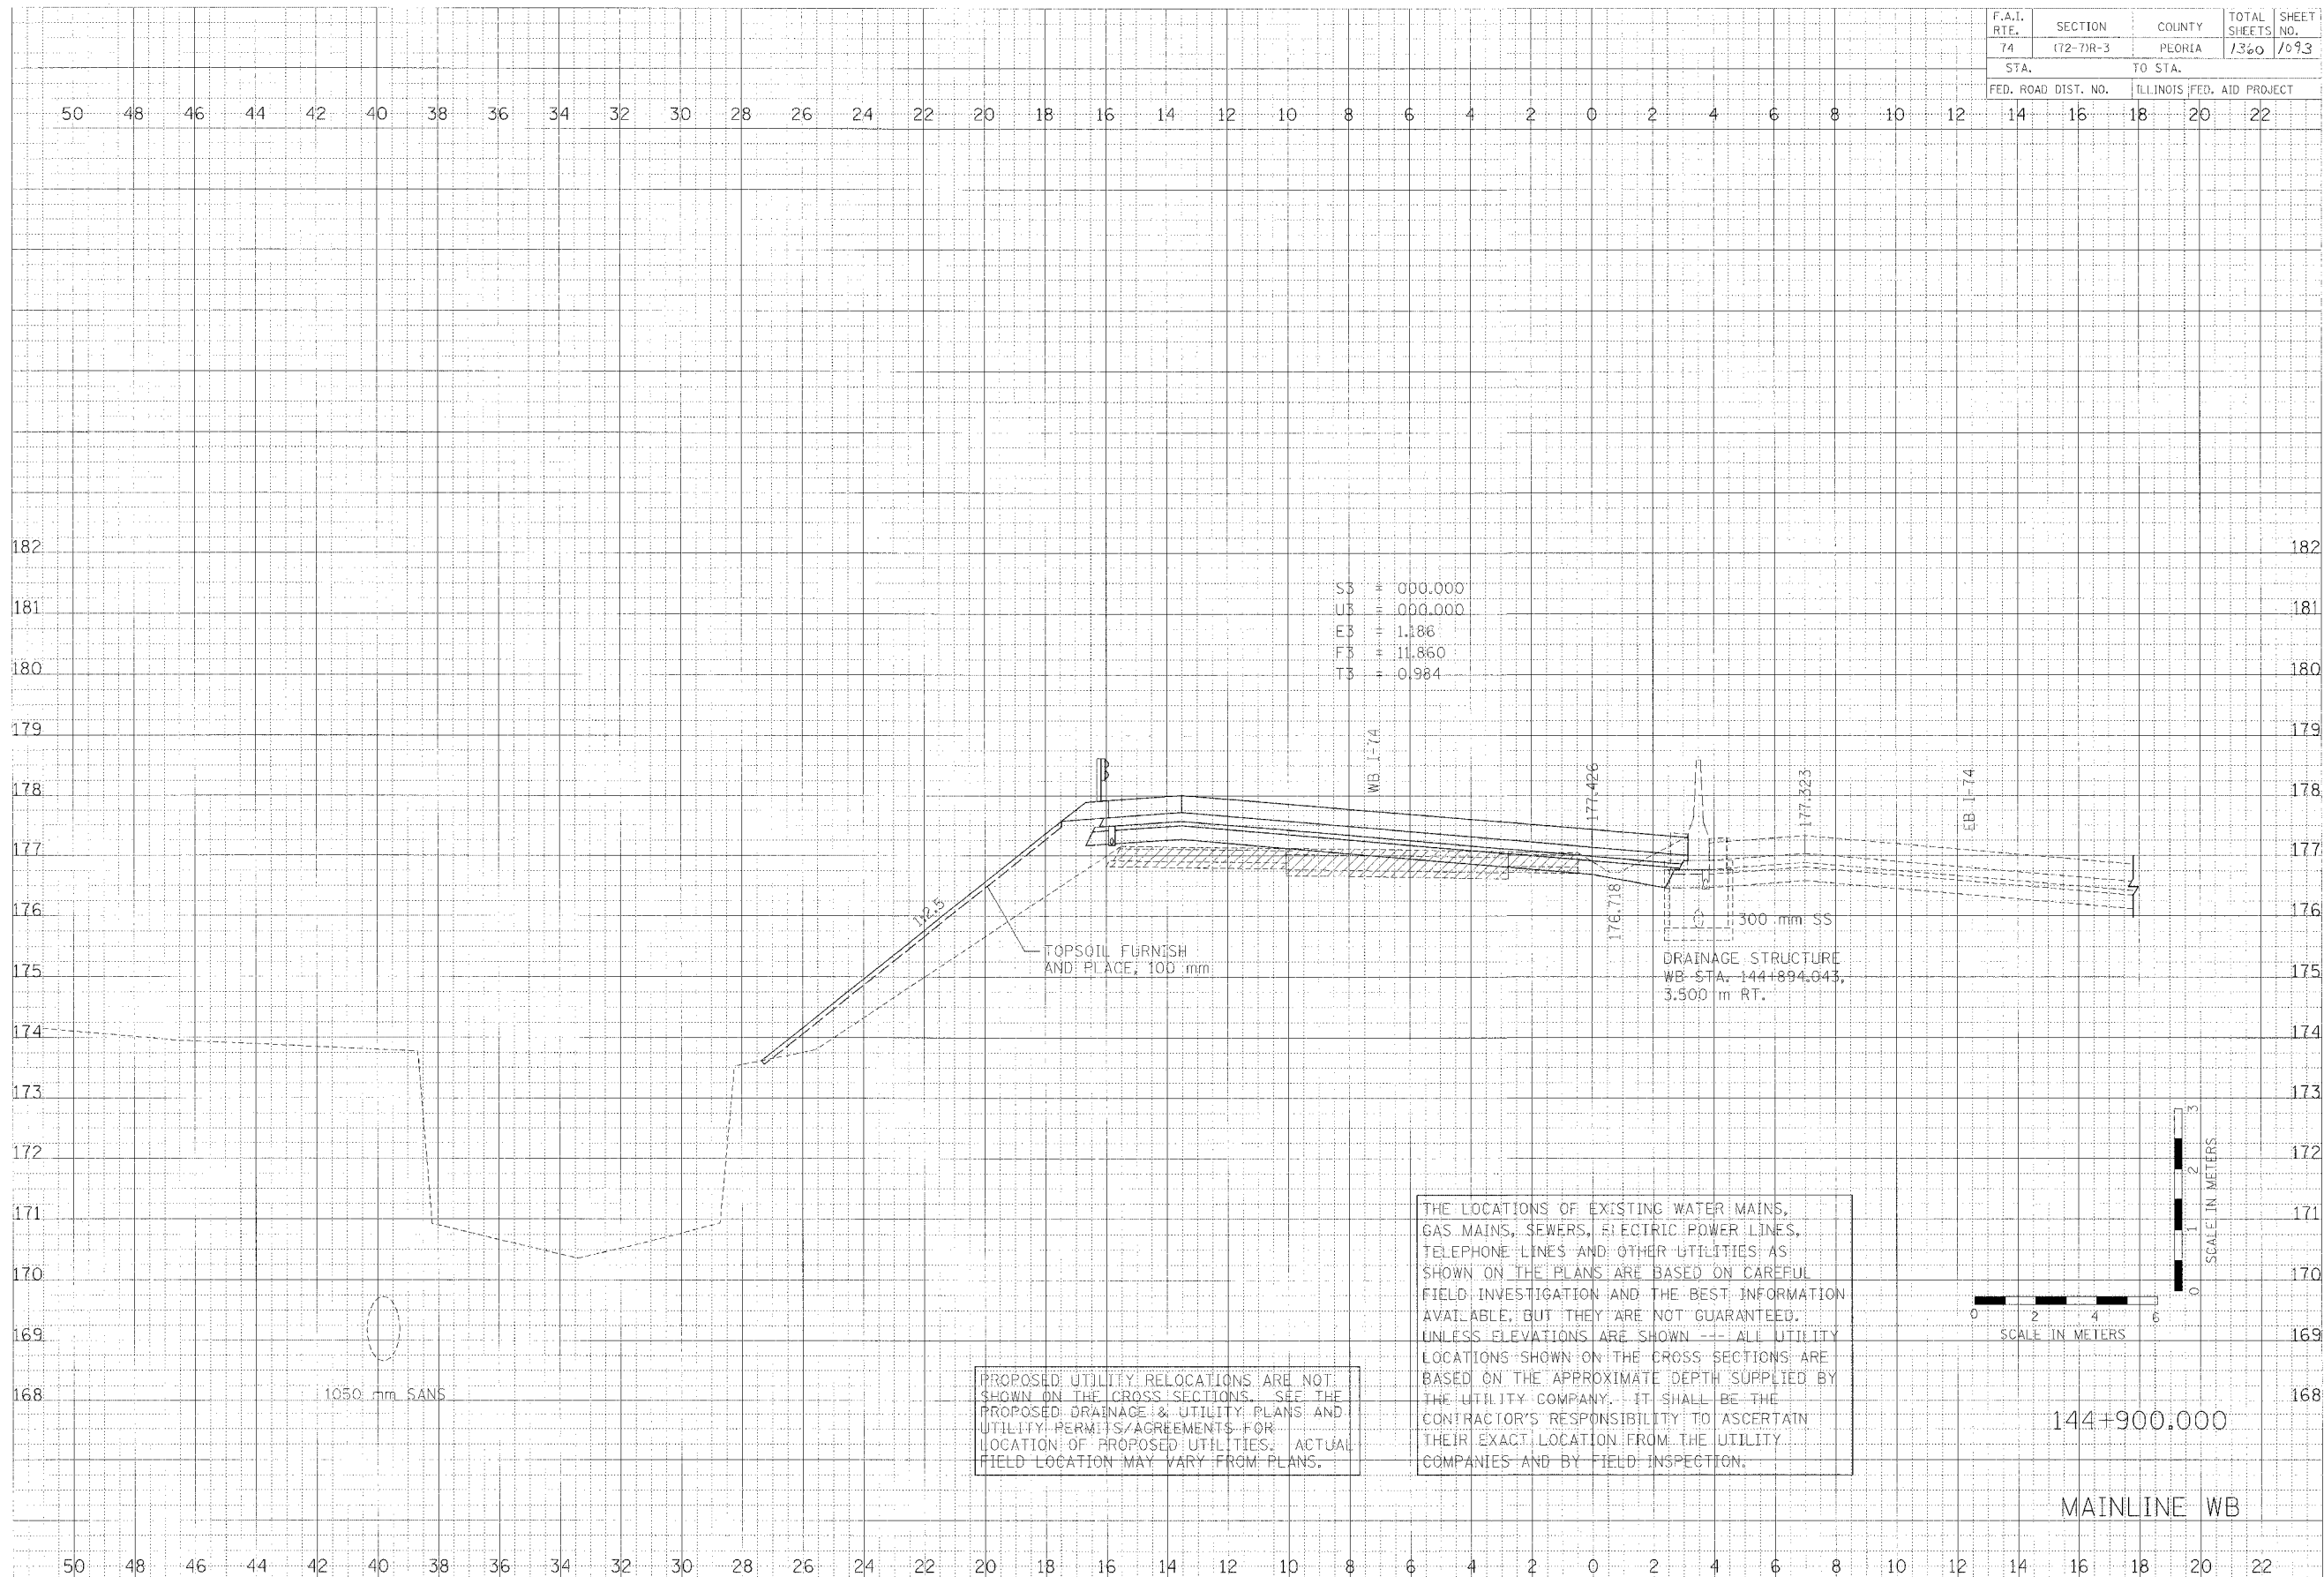 F.A.I. RTE. SECTION COUNTY TOTAL SHEETS SHEET NO.
74 (72-7)R-3 PEORIA 1360 1093
STA. TO STA.
FED. ROAD DIST. NO. ILLINOIS FED. AID PROJECT
50 48 46 44 42 40 38 36 34 32 30 28 26 24 22 20 18 16 14 12 10 8 6 4 2 0 2 4 6 8 10 12 14 16 18 20 22
182 182
S3 = 000.000
181 181
U3 = 000.000
E3 = 1.186
F3 = 11.860
180 180
T3 = 0.984
179 179
WB I-74
177.426
177.323
EB I-74
178 178
177 177
176 176
1:2.5
176.718
300 mm SS
TOPSOIL FURNISH
AND PLACE, 100 mm
DRAINAGE STRUCTURE
WB STA. 144+894.043,
3.500 m RT.
175 175
174 174
173 173
172 172
171 171
170 170
169 169
168 168
1050 mm SANS
PROPOSED UTILITY RELOCATIONS ARE NOT
SHOWN ON THE CROSS SECTIONS. SEE THE
PROPOSED DRAINAGE & UTILITY PLANS AND
UTILITY PERMITS/AGREEMENTS FOR
LOCATION OF PROPOSED UTILITIES. ACTUAL
FIELD LOCATION MAY VARY FROM PLANS.
THE LOCATIONS OF EXISTING WATER MAINS,
GAS MAINS, SEWERS, ELECTRIC POWER LINES,
TELEPHONE LINES AND OTHER UTILITIES AS
SHOWN ON THE PLANS ARE BASED ON CAREFUL
FIELD INVESTIGATION AND THE BEST INFORMATION
AVAILABLE, BUT THEY ARE NOT GUARANTEED.
UNLESS ELEVATIONS ARE SHOWN --- ALL UTILITY
LOCATIONS SHOWN ON THE CROSS SECTIONS ARE
BASED ON THE APPROXIMATE DEPTH SUPPLIED BY
THE UTILITY COMPANY. IT SHALL BE THE
CONTRACTOR'S RESPONSIBILITY TO ASCERTAIN
THEIR EXACT LOCATION FROM THE UTILITY
COMPANIES AND BY FIELD INSPECTION.
0 1 2 3
SCALE IN METERS
0 2 4 6
SCALE IN METERS
144+900.000
MAINLINE WB
50 48 46 44 42 40 38 36 34 32 30 28 26 24 22 20 18 16 14 12 10 8 6 4 2 0 2 4 6 8 10 12 14 16 18 20 22